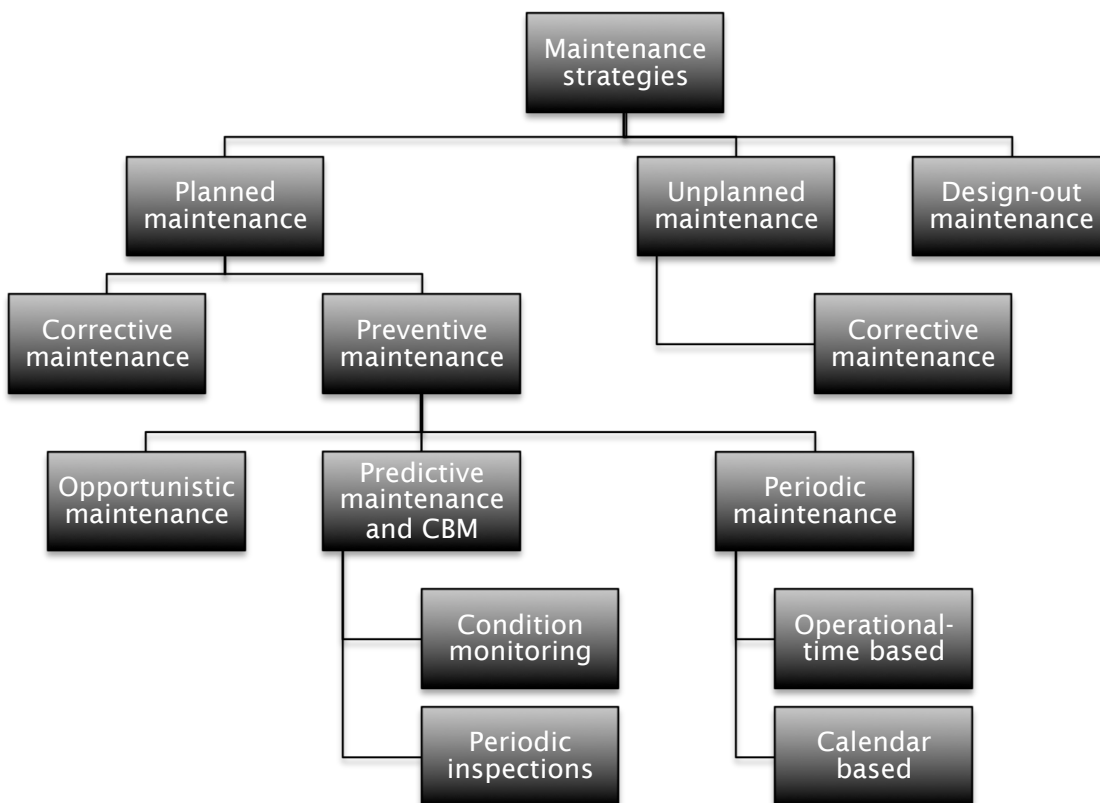 Maintenance
strategies
Planned
maintenance
Unplanned
maintenance
Design-out
maintenance
Corrective
maintenance
Preventive
maintenance
Corrective
maintenance
Opportunistic
maintenance
Predictive
maintenance
and CBM
Periodic
maintenance
Condition
monitoring
Operational-
time based
Periodic
inspections
Calendar
based